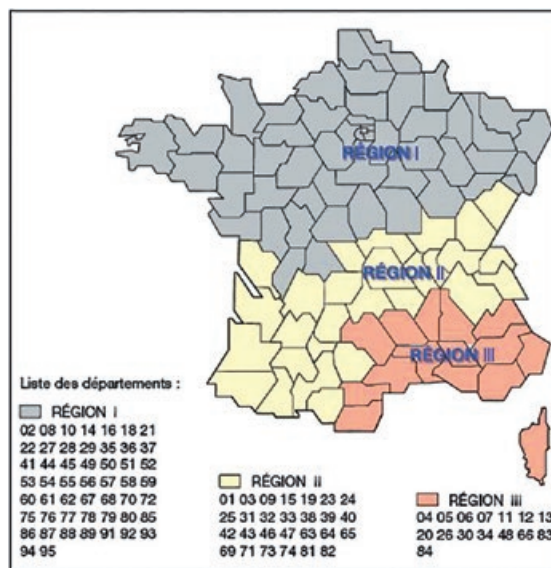 RÉGION I
RÉGION II
RÉGION III
Liste des départements :
RÉGION I
02 08 10 14 16 18 21
22 27 28 29 35 36 37
41 44 45 49 50 51 52
53 54 55 56 57 58 59
60 61 62 67 68 70 72
75 76 77 78 79 80 85
86 87 88 89 91 92 93
94 95
RÉGION ii
01 03 09 15 19 23 24
25 31 32 33 38 39 40
42 43 46 47 63 64 65
69 71 73 74 81 82
RÉGION iii
04 05 06 07 11 12 13
20 26 30 34 48 66 83
84